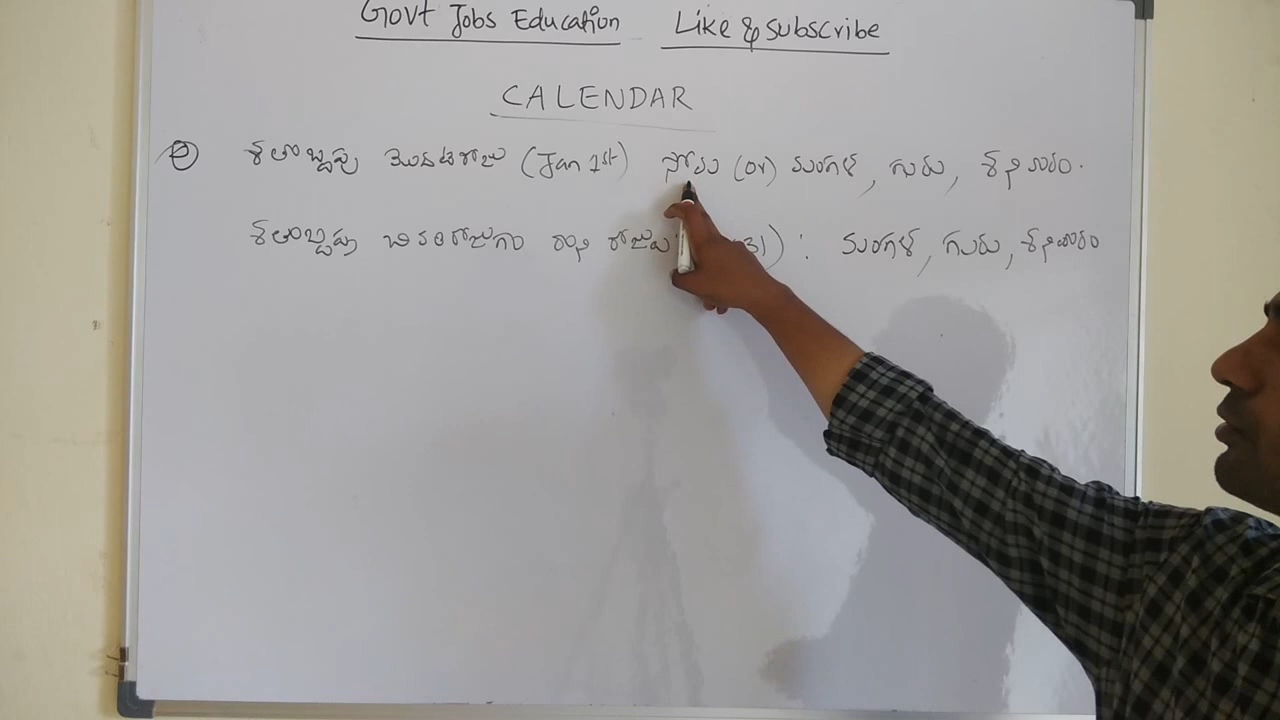 Govt Jobs Education Like & Subscribe
CALENDAR
శతాబ్దపు మొదటిరోజు (Jan 1st) సోమ (or) మంగళ, గురు, శనివారం.
శతాబ్దపు చివరిరోజుగా రాని రోజులు 31) : మంగళ, గురు, శనివారం